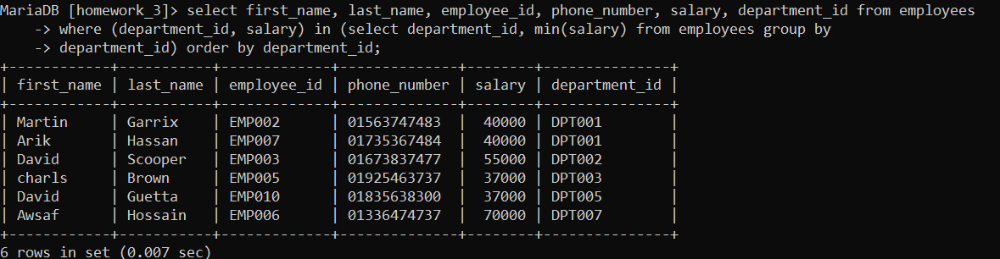 MariaDB [homework_3]> select first_name, last_name, employee_id, phone_number, salary, department_id from employees
    -> where (department_id, salary) in (select department_id, min(salary) from employees group by
    -> department_id) order by department_id;
+------------+-----------+-------------+--------------+--------+---------------+
| first_name | last_name | employee_id | phone_number | salary | department_id |
+------------+-----------+-------------+--------------+--------+---------------+
| Martin     | Garrix    | EMP002      | 01563747483  |  40000 | DPT001        |
| Arik       | Hassan    | EMP007      | 01735367484  |  40000 | DPT001        |
| David      | Scooper   | EMP003      | 01673837477  |  55000 | DPT002        |
| charls     | Brown     | EMP005      | 01925463737  |  37000 | DPT003        |
| David      | Guetta    | EMP010      | 01835638300  |  37000 | DPT005        |
| Awsaf      | Hossain   | EMP006      | 01336474737  |  70000 | DPT007        |
+------------+-----------+-------------+--------------+--------+---------------+
6 rows in set (0.007 sec)